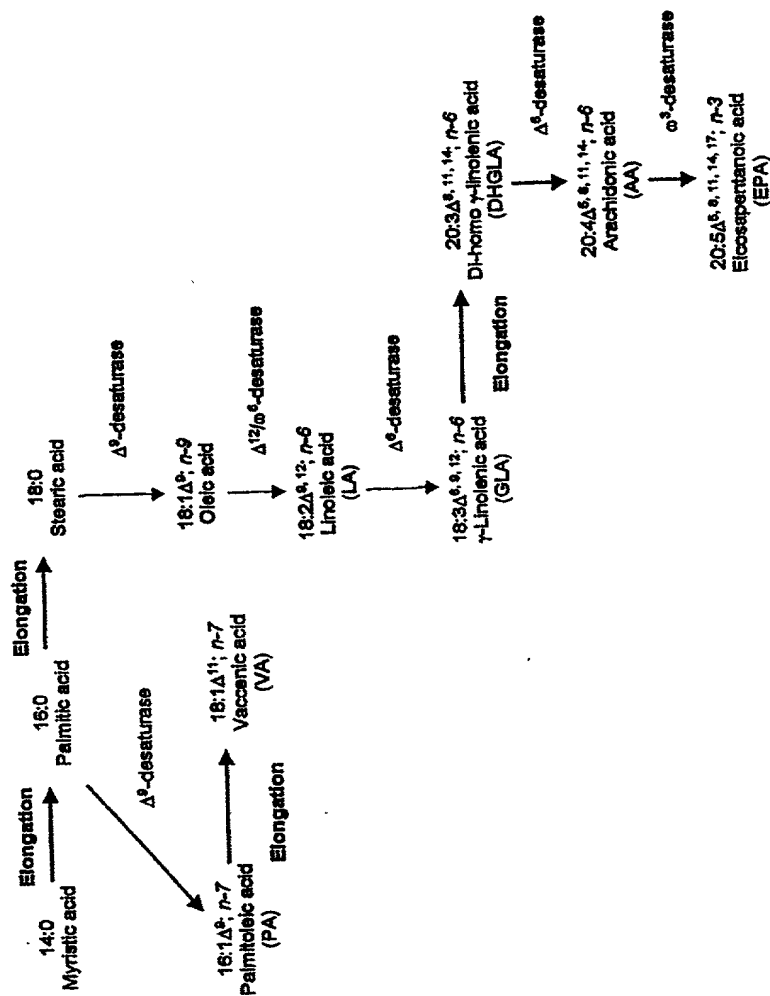 14:0
Myristic acid
Elongation
16:0
Palmitic acid
Elongation
18:0
Stearic acid
Δ⁹-desaturase
16:1Δ⁹; n-7
Palmitoleic acid
(PA)
Elongation
18:1Δ¹¹; n-7
Vaccenic acid
(VA)
Δ⁹-desaturase
18:1Δ⁹; n-9
Oleic acid
Δ¹²/ω⁶-desaturase
18:2Δ⁹, ¹²; n-6
Linoleic acid
(LA)
Δ⁶-desaturase
18:3Δ⁶, ⁹, ¹²; n-6
γ-Linolenic acid
(GLA)
Elongation
20:3Δ⁸, ¹¹, ¹⁴; n-6
Di-homo γ-linolenic acid
(DHGLA)
Δ⁵-desaturase
20:4Δ⁵, ⁸, ¹¹, ¹⁴; n-6
Arachidonic acid
(AA)
ω³-desaturase
20:5Δ⁵, ⁸, ¹¹, ¹⁴, ¹⁷; n-3
Eicosapentanoic acid
(EPA)